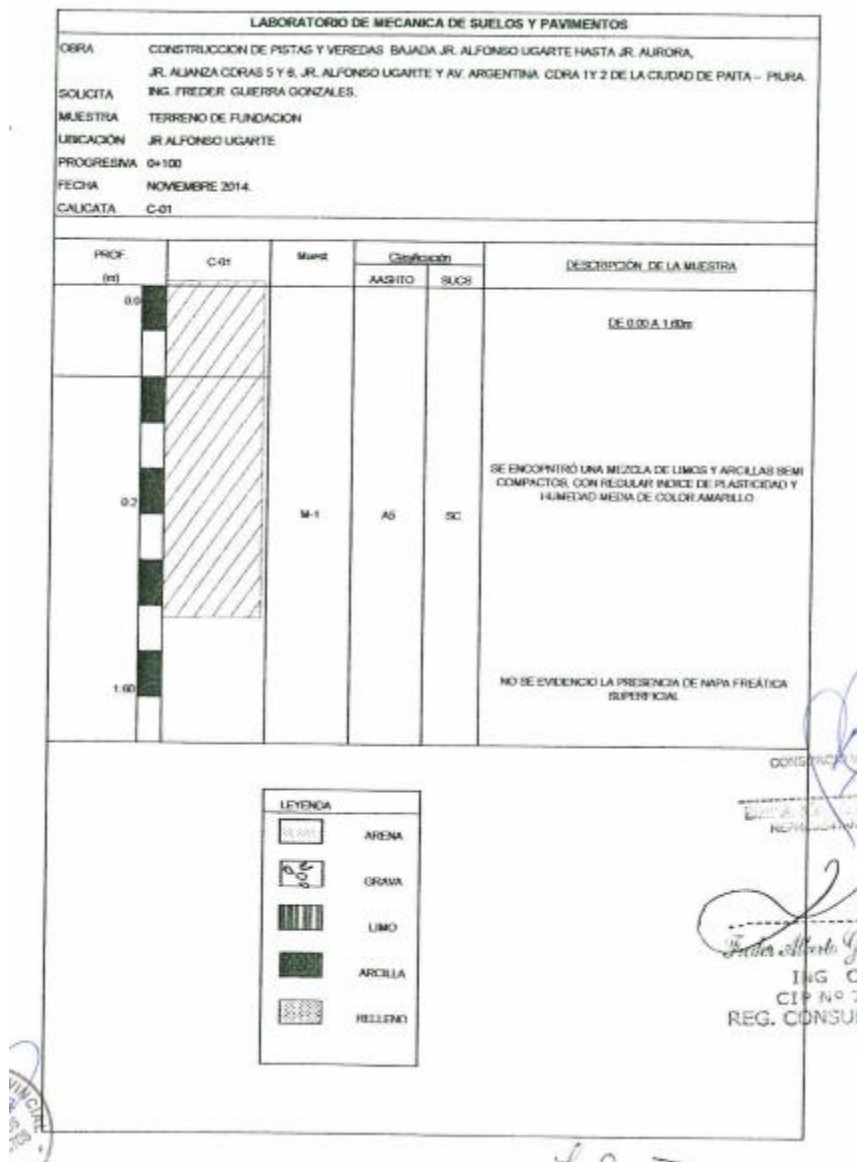 LABORATORIO DE MECANICA DE SUELOS Y PAVIMENTOS
OBRA CONSTRUCCION DE PISTAS Y VEREDAS BAJADA JR. ALFONSO UGARTE HASTA JR. AURORA,
JR. ALIANZA CDRAS 5 Y 6, JR. ALFONSO UGARTE Y AV. ARGENTINA CDRA 1Y 2 DE LA CIUDAD DE PAITA – PIURA
SOLICITA ING. FREDER GUIERRA GONZALES.
MUESTRA TERRENO DE FUNDACION
UBICACIÓN JR ALFONSO UGARTE
PROGRESIVA 0+100
FECHA NOVIEMBRE 2014.
CALICATA C-01
PROF. (m) C-01 Muest Clasificación DESCRIPCIÓN DE LA MUESTRA
AASHTO SUCS
0.0
DE 0.00 A 1.60m
SE ENCOPNTRÓ UNA MEZCLA DE LIMOS Y ARCILLAS SEMI
COMPACTOS, CON REGULAR INDICE DE PLASTICIDAD Y
HUMEDAD MEDIA DE COLOR AMARILLO
0.2 M-1 A5 SC
NO SE EVIDENCIO LA PRESENCIA DE NAPA FREÁTICA
SUPERFICIAL
1.60
LEYENDA
ARENA
GRAVA
LIMO
ARCILLA
RELLENO
Freder Alberto
ING C
CIP Nº 7
REG. CONSU